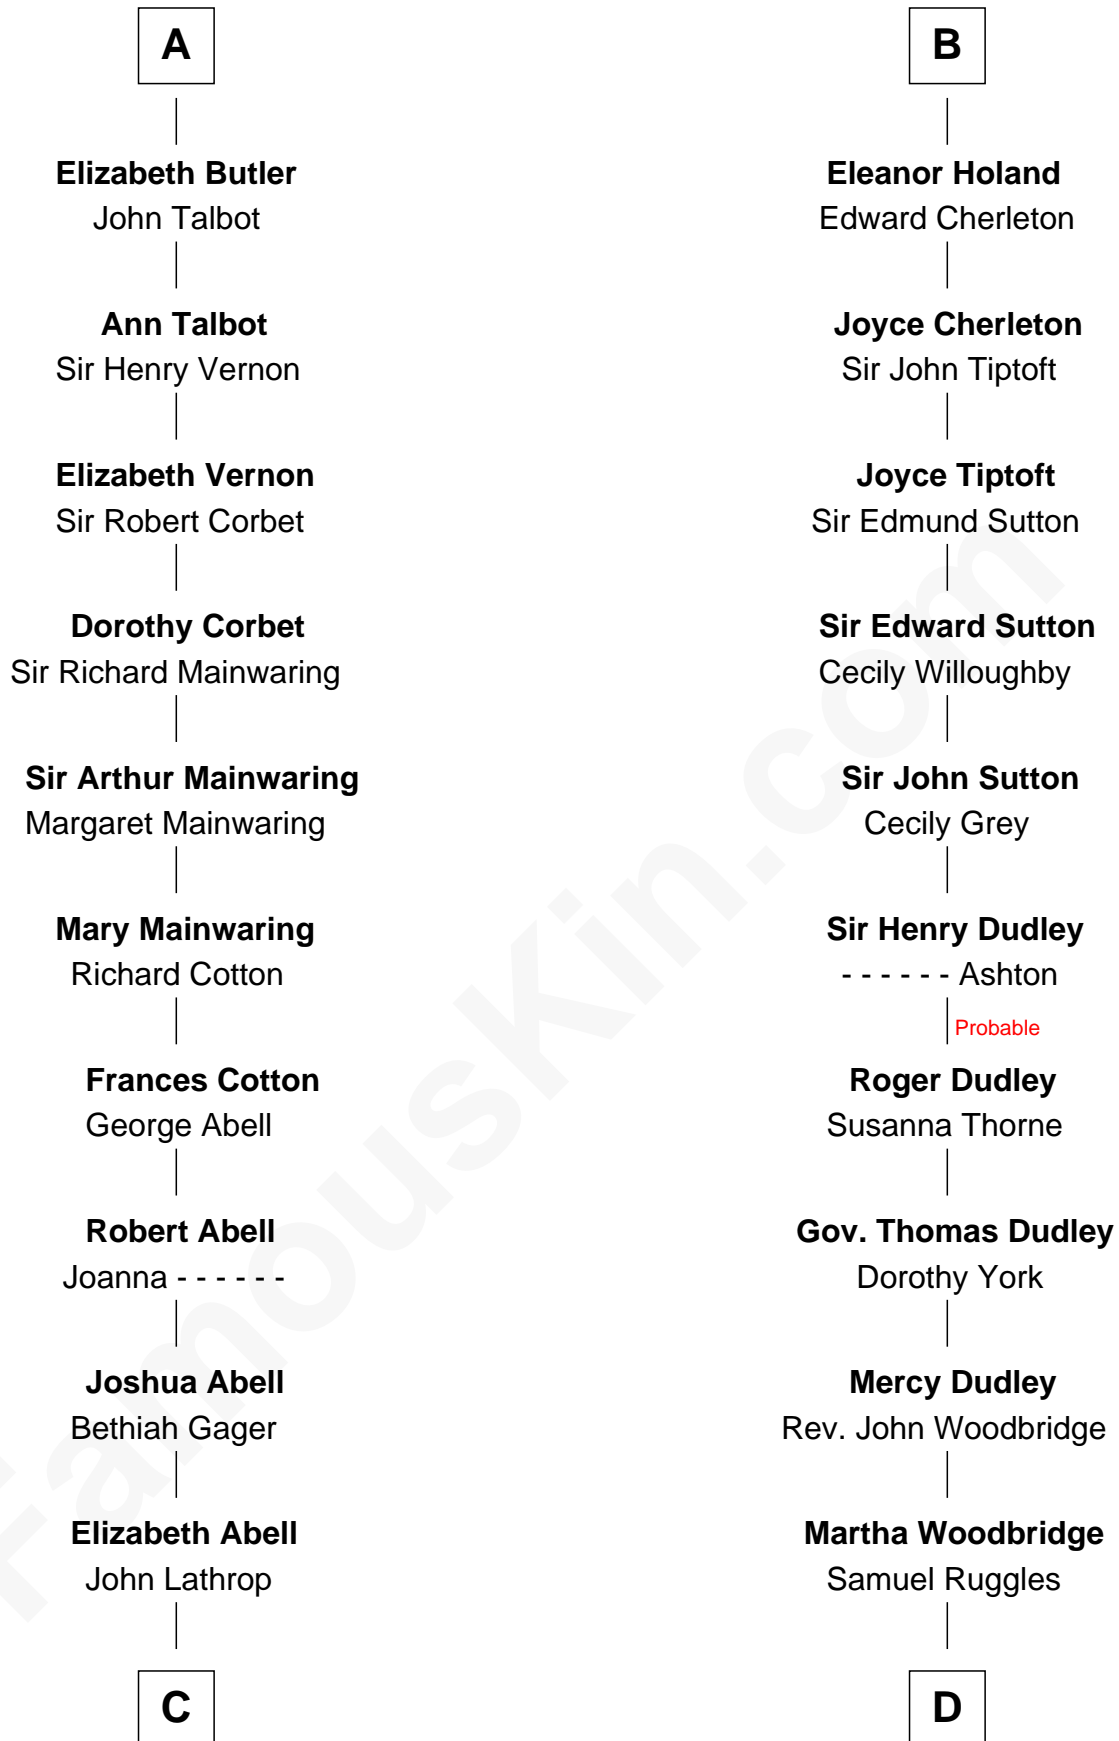 A
Elizabeth Butler
John Talbot
Ann Talbot
Sir Henry Vernon
Elizabeth Vernon
Sir Robert Corbet
Dorothy Corbet
Sir Richard Mainwaring
Sir Arthur Mainwaring
Margaret Mainwaring
Mary Mainwaring
Richard Cotton
Frances Cotton
George Abell
Robert Abell
Joanna - - - - - -
Joshua Abell
Bethiah Gager
Elizabeth Abell
John Lathrop
C
B
Eleanor Holand
Edward Cherleton
Joyce Cherleton
Sir John Tiptoft
Joyce Tiptoft
Sir Edmund Sutton
Sir Edward Sutton
Cecily Willoughby
Sir John Sutton
Cecily Grey
Sir Henry Dudley
- - - - - - Ashton
Probable
Roger Dudley
Susanna Thorne
Gov. Thomas Dudley
Dorothy York
Mercy Dudley
Rev. John Woodbridge
Martha Woodbridge
Samuel Ruggles
D
FamousKin.com